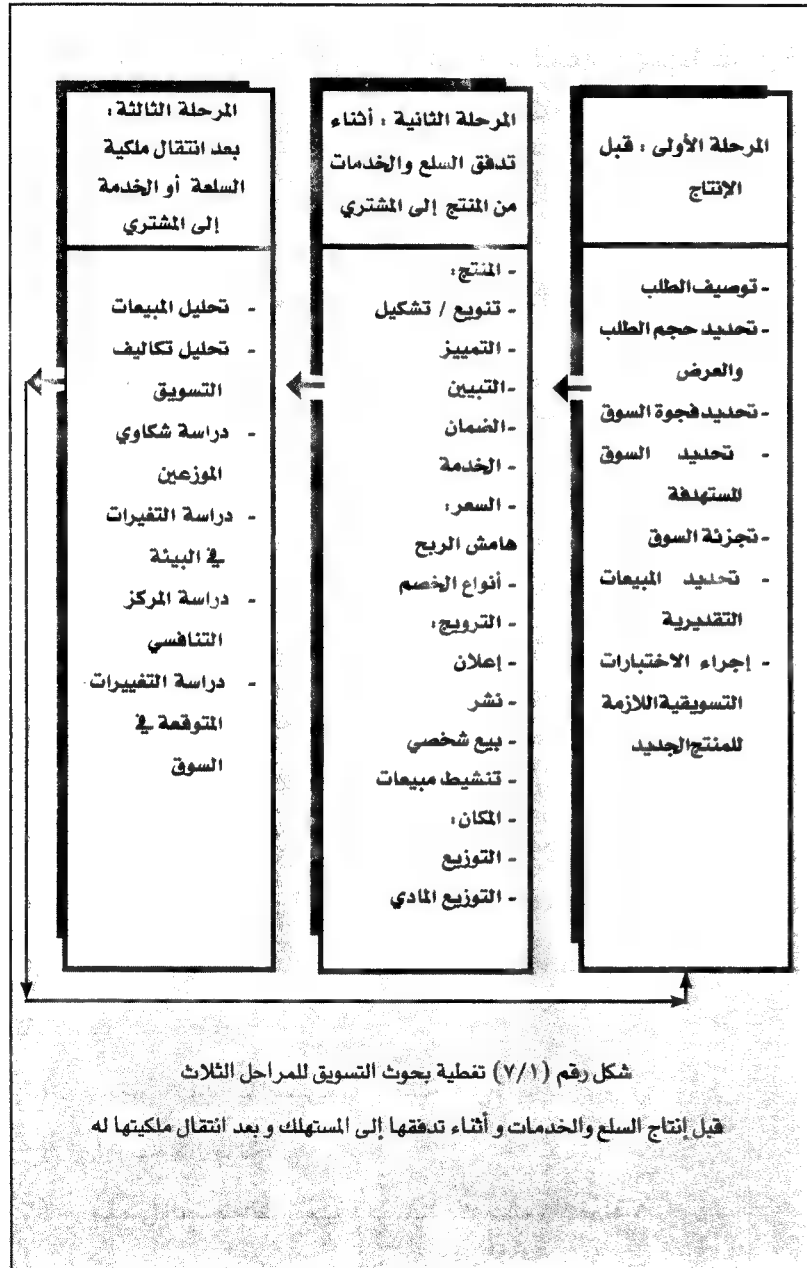 المرحلة الأولى : قبل
الإنتاج
- توصيف الطلب
- تحديد حجم الطلب
والعرض
- تحديد فجوة السوق
- تحديد السوق
المستهدفة
- تجزئة السوق
- تحديد المبيعات
التقديرية
- إجراء الاختبارات
التسويقية اللازمة
للمنتج الجديد
المرحلة الثانية : أثناء
تدفق السلع والخدمات
من المنتج إلى المشتري
- المنتج:
- تنويع / تشكيل
- التمييز
- التبيين
- الضمان
- الخدمة
- السعر:
هامش الربح
- أنواع الخصم
- الترويج:
- إعلان
- نشر
- بيع شخصي
- تنشيط مبيعات
- المكان:
- التوزيع
- التوزيع المادي
المرحلة الثالثة:
بعد انتقال ملكية
السلعة أو الخدمة
إلى المشتري
- تحليل المبيعات
- تحليل تكاليف
التسويق
- دراسة شكاوي
الموزعين
- دراسة التغيرات
في البيئة
- دراسة المركز
التنافسي
- دراسة التغييرات
المتوقعة في
السوق
شكل رقم (٧/١) تغطية بحوث التسويق للمراحل الثلاث
قبل إنتاج السلع والخدمات و أثناء تدفقها إلى المستهلك و بعد انتقال ملكيتها له